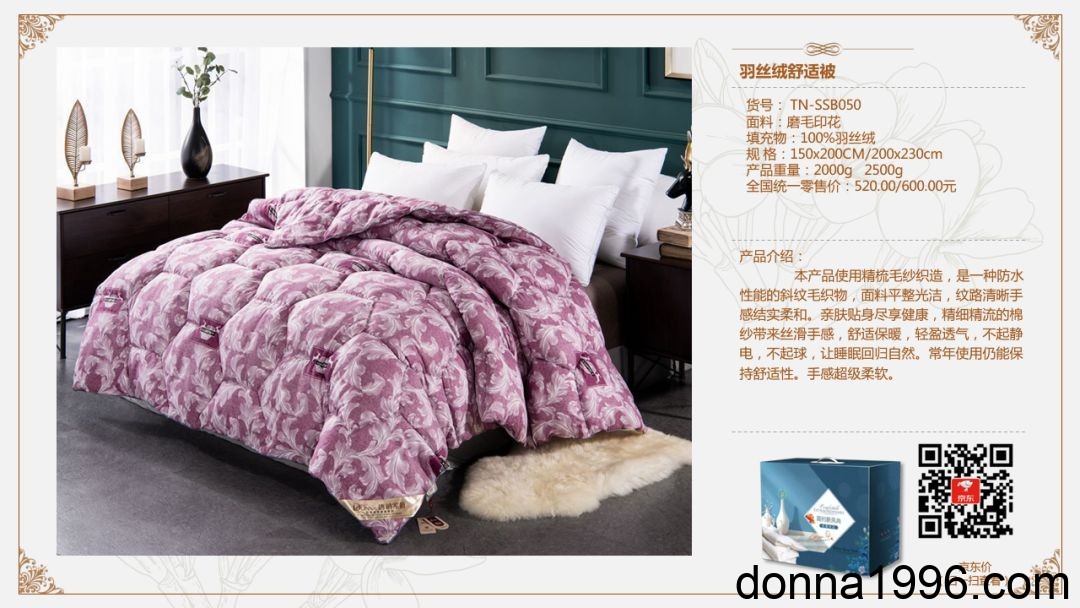 羽丝绒舒适被
货号： TN-SSB050
面料：磨毛印花
填充物：100%羽丝绒
规 格：150x200CM/200x230cm
产品重量：2000g 2500g
全国统一零售价：520.00/600.00元
产品介绍：
本产品使用精梳毛纱织造，是一种防水
性能的斜纹毛织物，面料平整光洁，纹路清晰手
感结实柔和。亲肤贴身尽享健康，精细精流的棉
纱带来丝滑手感，舒适保暖，轻盈透气，不起静
电，不起球，让睡眠回归自然。常年使用仍能保
持舒适性。手感超级柔软。
京东
京东价
扫查看
donna1996.com